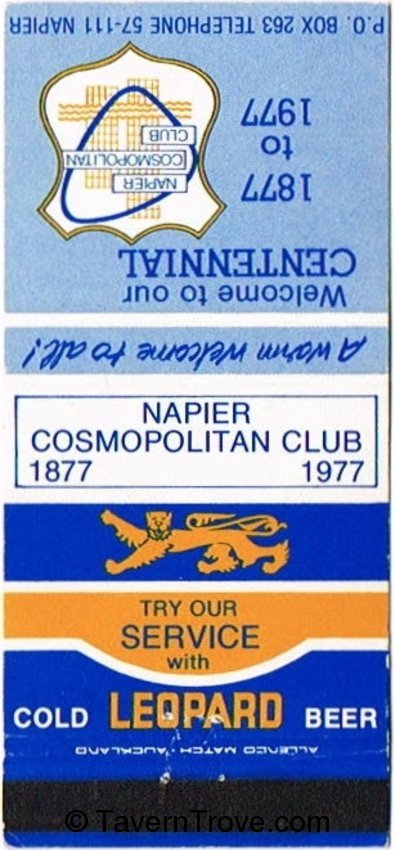 Welcome to our
CENTENNIAL
1877
to
1977
NAPIER
COSMOPOLITAN
CLUB
P.O. BOX 263 TELEPHONE 57-111 NAPIER
A warm welcome to all!
NAPIER
COSMOPOLITAN CLUB
1877 1977
TRY OUR
SERVICE
with
COLD LEOPARD BEER
ALLENCO MATCH · AUCKLAND
© TavernTrove.com